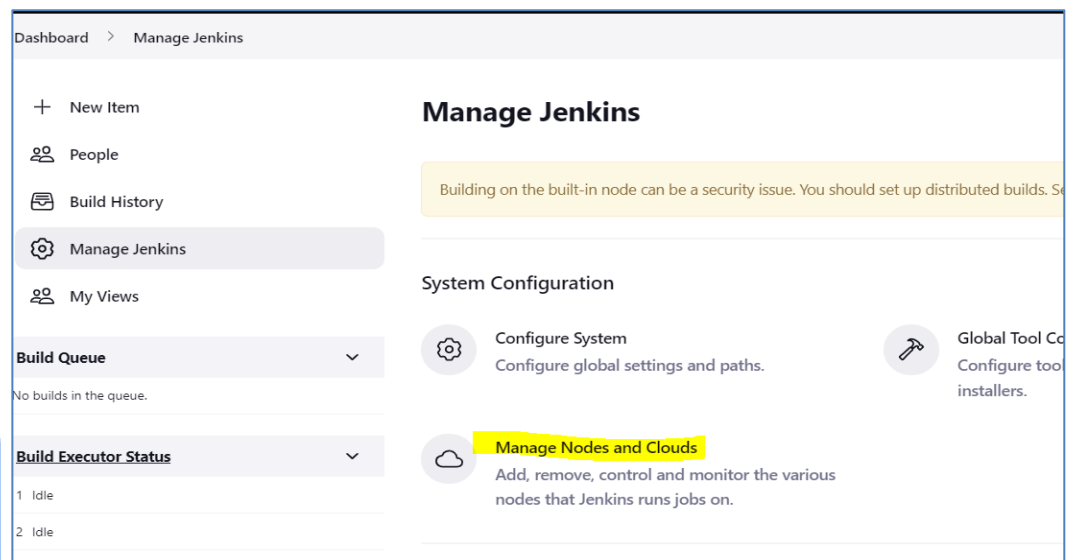 Dashboard > Manage Jenkins
New Item
People
Build History
Manage Jenkins
My Views
Build Queue
No builds in the queue.
Build Executor Status
1 Idle
2 Idle
Manage Jenkins
Building on the built-in node can be a security issue. You should set up distributed builds.
System Configuration
Configure System
Configure global settings and paths.
Global Tool
Configure
installers.
Manage Nodes and Clouds
Add, remove, control and monitor the various
nodes that Jenkins runs jobs on.